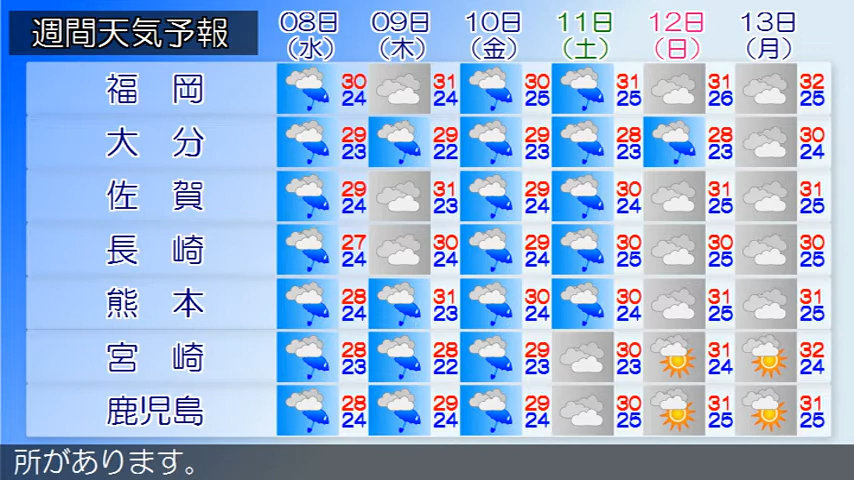 週間天気予報 08日 09日 10日 11日 12日 13日
(水) (木) (金) (土) (日) (月)
福 岡 30 24 31 24 30 25 31 25 31 26 32 25
大 分 29 23 29 22 29 23 28 23 28 23 30 24
佐 賀 29 24 31 23 29 24 30 24 31 25 31 25
長 崎 27 24 30 24 29 24 30 25 30 25 30 25
熊 本 28 24 31 23 30 24 30 24 31 25 31 25
宮 崎 28 23 28 22 29 23 30 23 31 24 32 24
鹿児島 28 24 29 24 29 24 30 25 31 25 31 25
所があります。